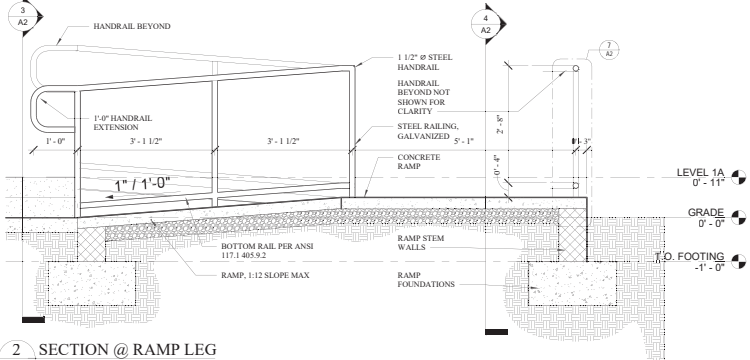 3
A2
HANDRAIL BEYOND
4
A2
7
A2
1 1/2" Ø STEEL
HANDRAIL
HANDRAIL
BEYOND NOT
SHOWN FOR
CLARITY
1'-0" HANDRAIL
EXTENSION
STEEL RAILING,
GALVANIZED
2' - 8"
1' - 0"
3' - 1 1/2"
3' - 1 1/2"
5' - 1"
CONCRETE
RAMP
0' - 4"
1" / 1'-0"
LEVEL 1A
0' - 11"
GRADE
0' - 0"
BOTTOM RAIL PER ANSI
117.1 405.9.2
RAMP STEM
WALLS
T.O. FOOTING
-1' - 0"
RAMP, 1:12 SLOPE MAX
RAMP
FOUNDATIONS
2 SECTION @ RAMP LEG